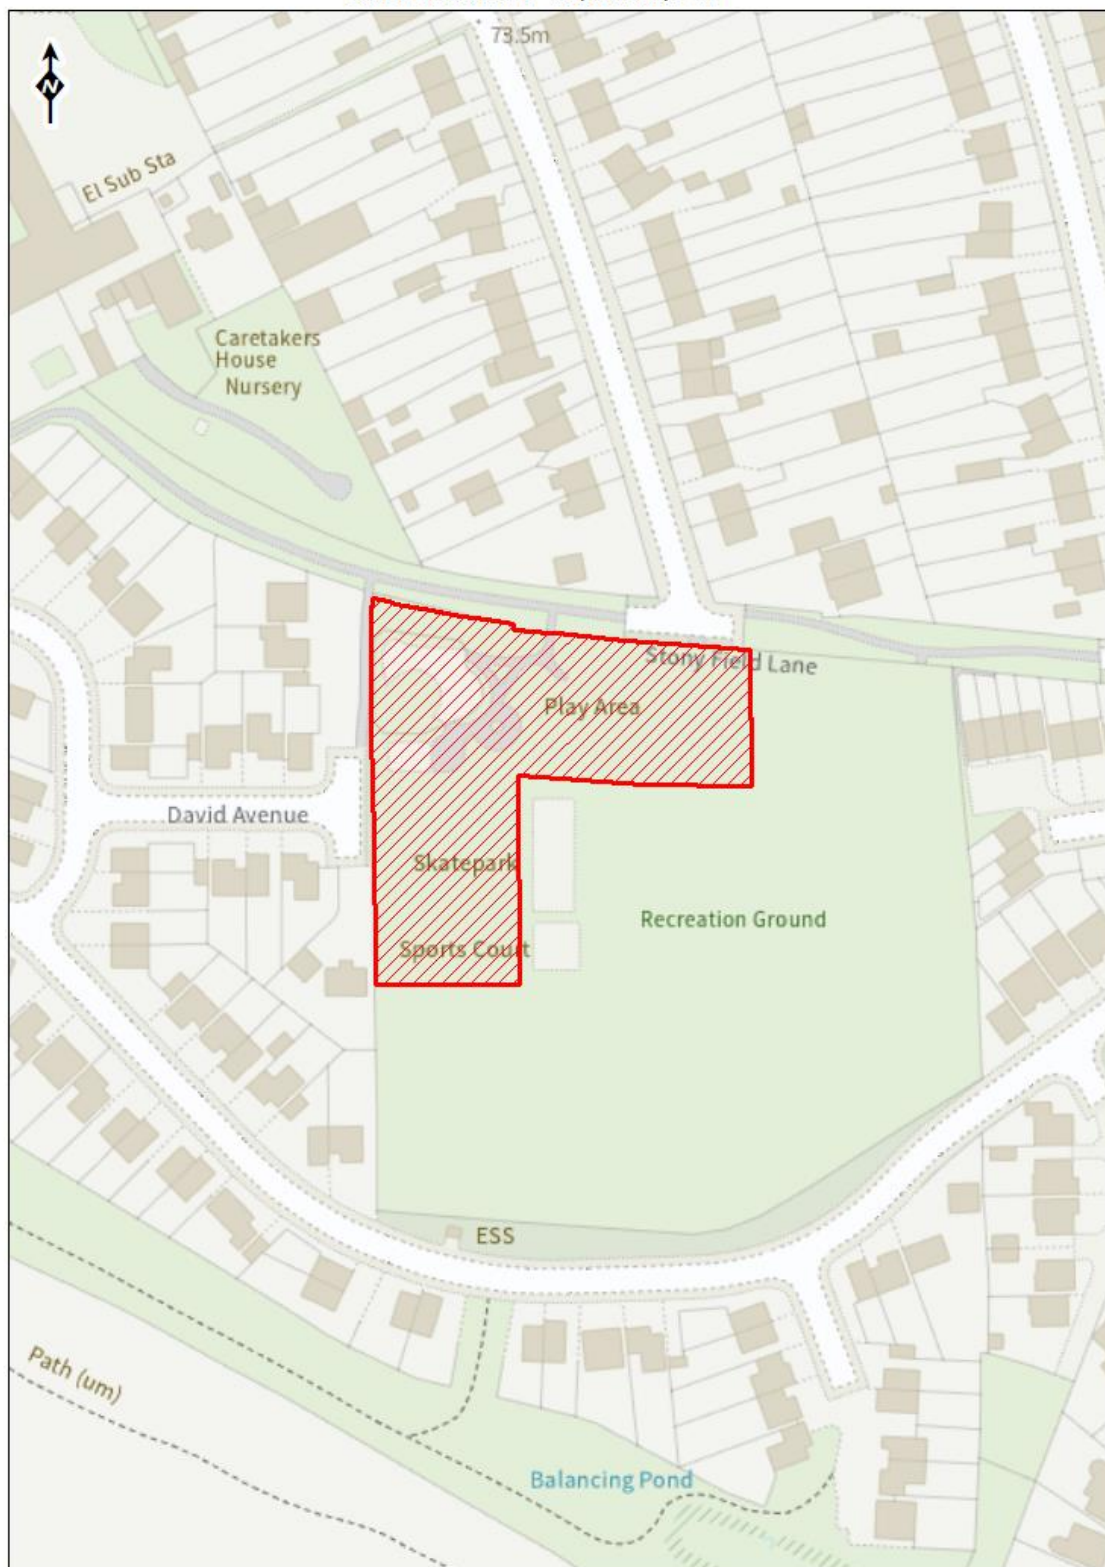 73.5m
N
El Sub Sta
Caretakers
House
Nursery
Stony Field Lane
Play Area
David Avenue
Skatepark
Recreation Ground
Sports Court
ESS
Path (um)
Balancing Pond